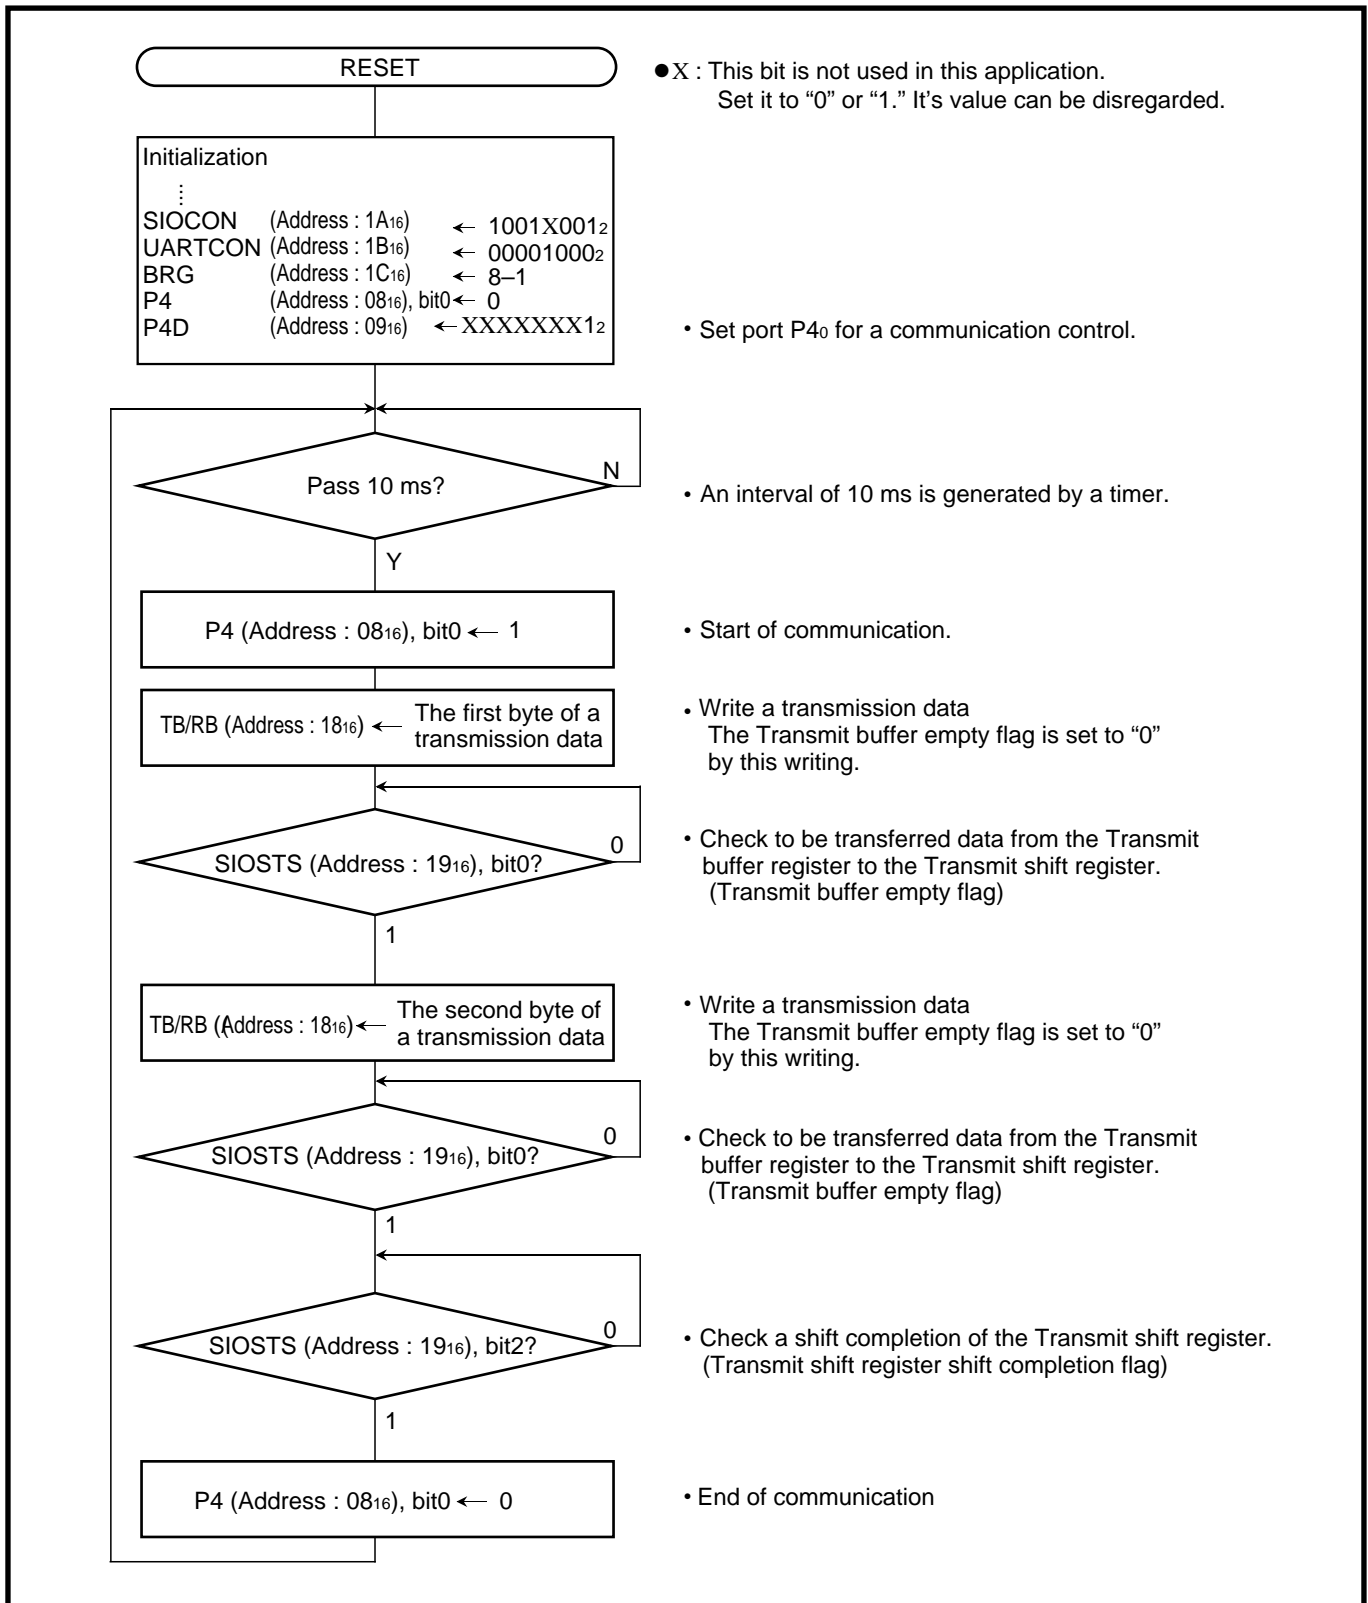 RESET
●X : This bit is not used in this application.
Set it to “0” or “1.” It’s value can be disregarded.
Initialization
⋮
SIOCON (Address : 1A16) ← 1001X0012
UARTCON (Address : 1B16) ← 000010002
BRG (Address : 1C16) ← 8–1
P4 (Address : 0816), bit0 ← 0
P4D (Address : 0916) ← XXXXXXX12
• Set port P40 for a communication control.
Pass 10 ms?
N
• An interval of 10 ms is generated by a timer.
Y
P4 (Address : 0816), bit0 ← 1
• Start of communication.
TB/RB (Address : 1816) ← The first byte of a
transmission data
• Write a transmission data
The Transmit buffer empty flag is set to “0”
by this writing.
SIOSTS (Address : 1916), bit0?
0
• Check to be transferred data from the Transmit
buffer register to the Transmit shift register.
(Transmit buffer empty flag)
1
TB/RB ((Address : 1816) ← The second byte of
a transmission data
• Write a transmission data
The Transmit buffer empty flag is set to “0”
by this writing.
SIOSTS (Address : 1916), bit0?
0
• Check to be transferred data from the Transmit
buffer register to the Transmit shift register.
(Transmit buffer empty flag)
1
SIOSTS (Address : 1916), bit2?
0
• Check a shift completion of the Transmit shift register.
(Transmit shift register shift completion flag)
1
P4 (Address : 0816), bit0 ← 0
• End of communication